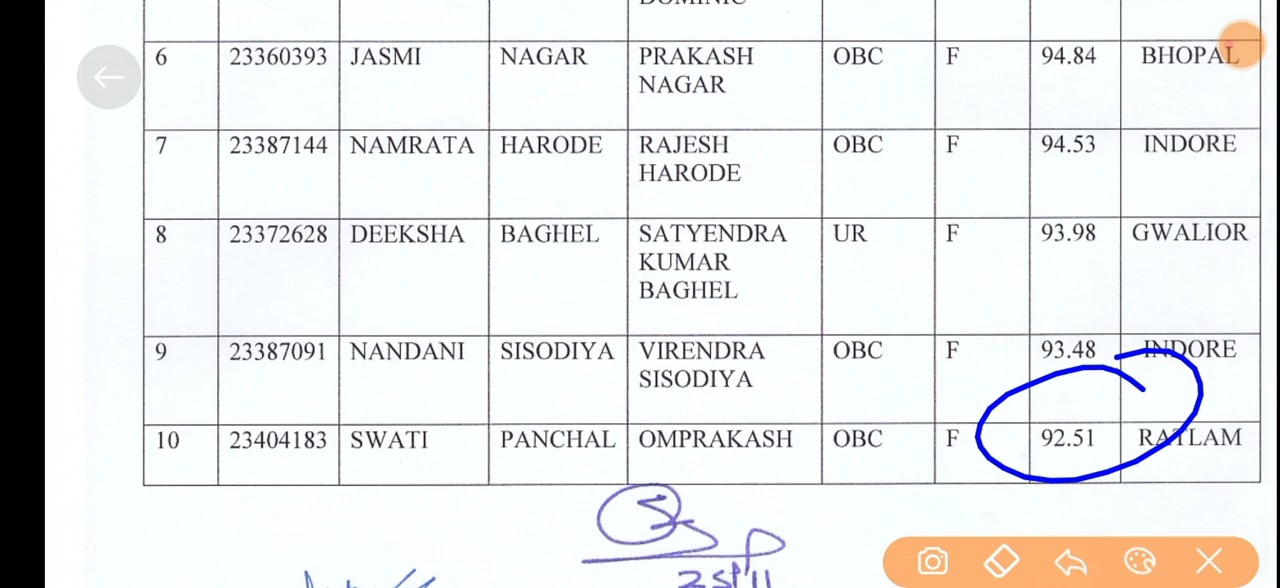 DOMINIC
6 23360393 JASMI NAGAR PRAKASH OBC F 94.84 BHOPAL
NAGAR
7 23387144 NAMRATA HARODE RAJESH OBC F 94.53 INDORE
HARODE
8 23372628 DEEKSHA BAGHEL SATYENDRA UR F 93.98 GWALIOR
KUMAR
BAGHEL
9 23387091 NANDANI SISODIYA VIRENDRA OBC F 93.48 INDORE
SISODIYA
10 23404183 SWATI PANCHAL OMPRAKASH OBC F 92.51 RATLAM